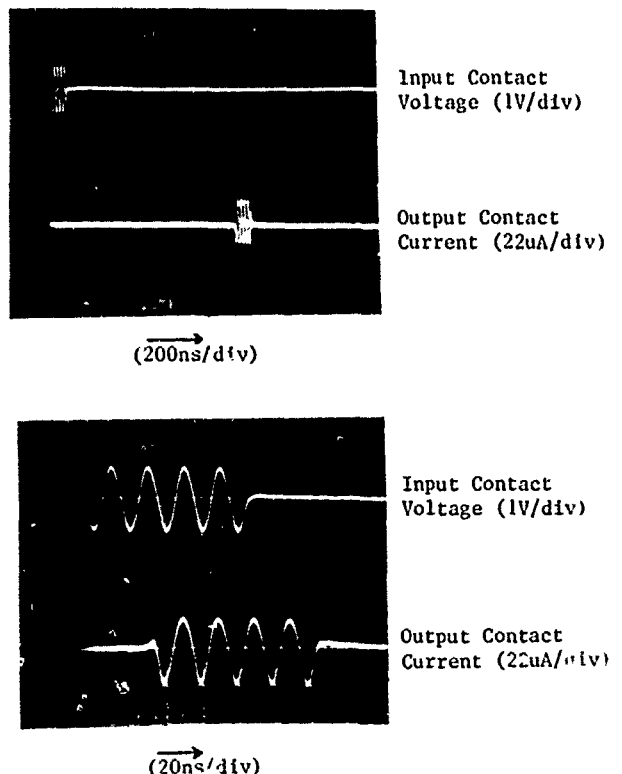 Input Contact
Voltage (1V/div)
Output Contact
Current (22uA/div)
(200ns/div)
Input Contact
Voltage (1V/div)
Output Contact
Current (22uA/div)
(20ns/div)